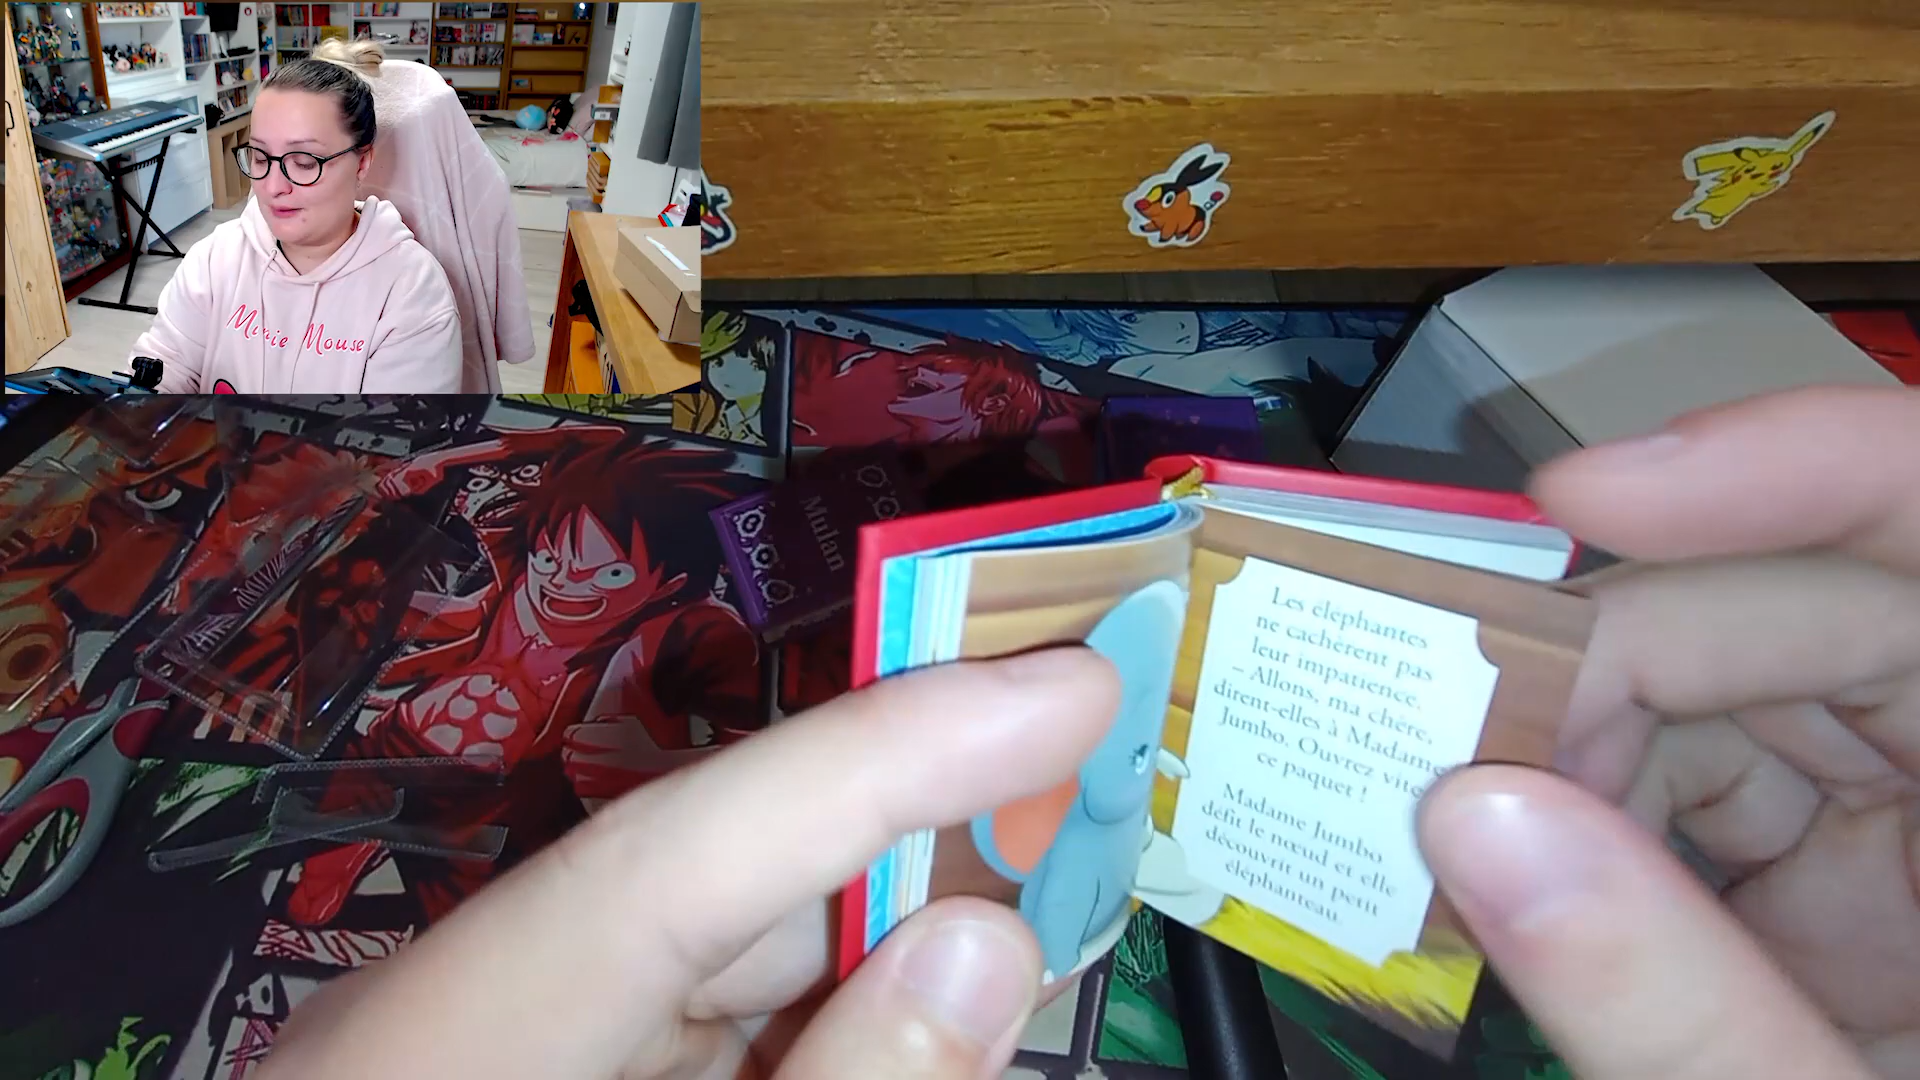 Minnie Mouse
Mulan
Les éléphantes
ne cachèrent pas
leur impatience.
– Allons, ma chère,
dirent-elles à Madame
Jumbo. Ouvrez vite
ce paquet !
Madame Jumbo
défit le nœud et elle
découvrit un petit
éléphanteau.